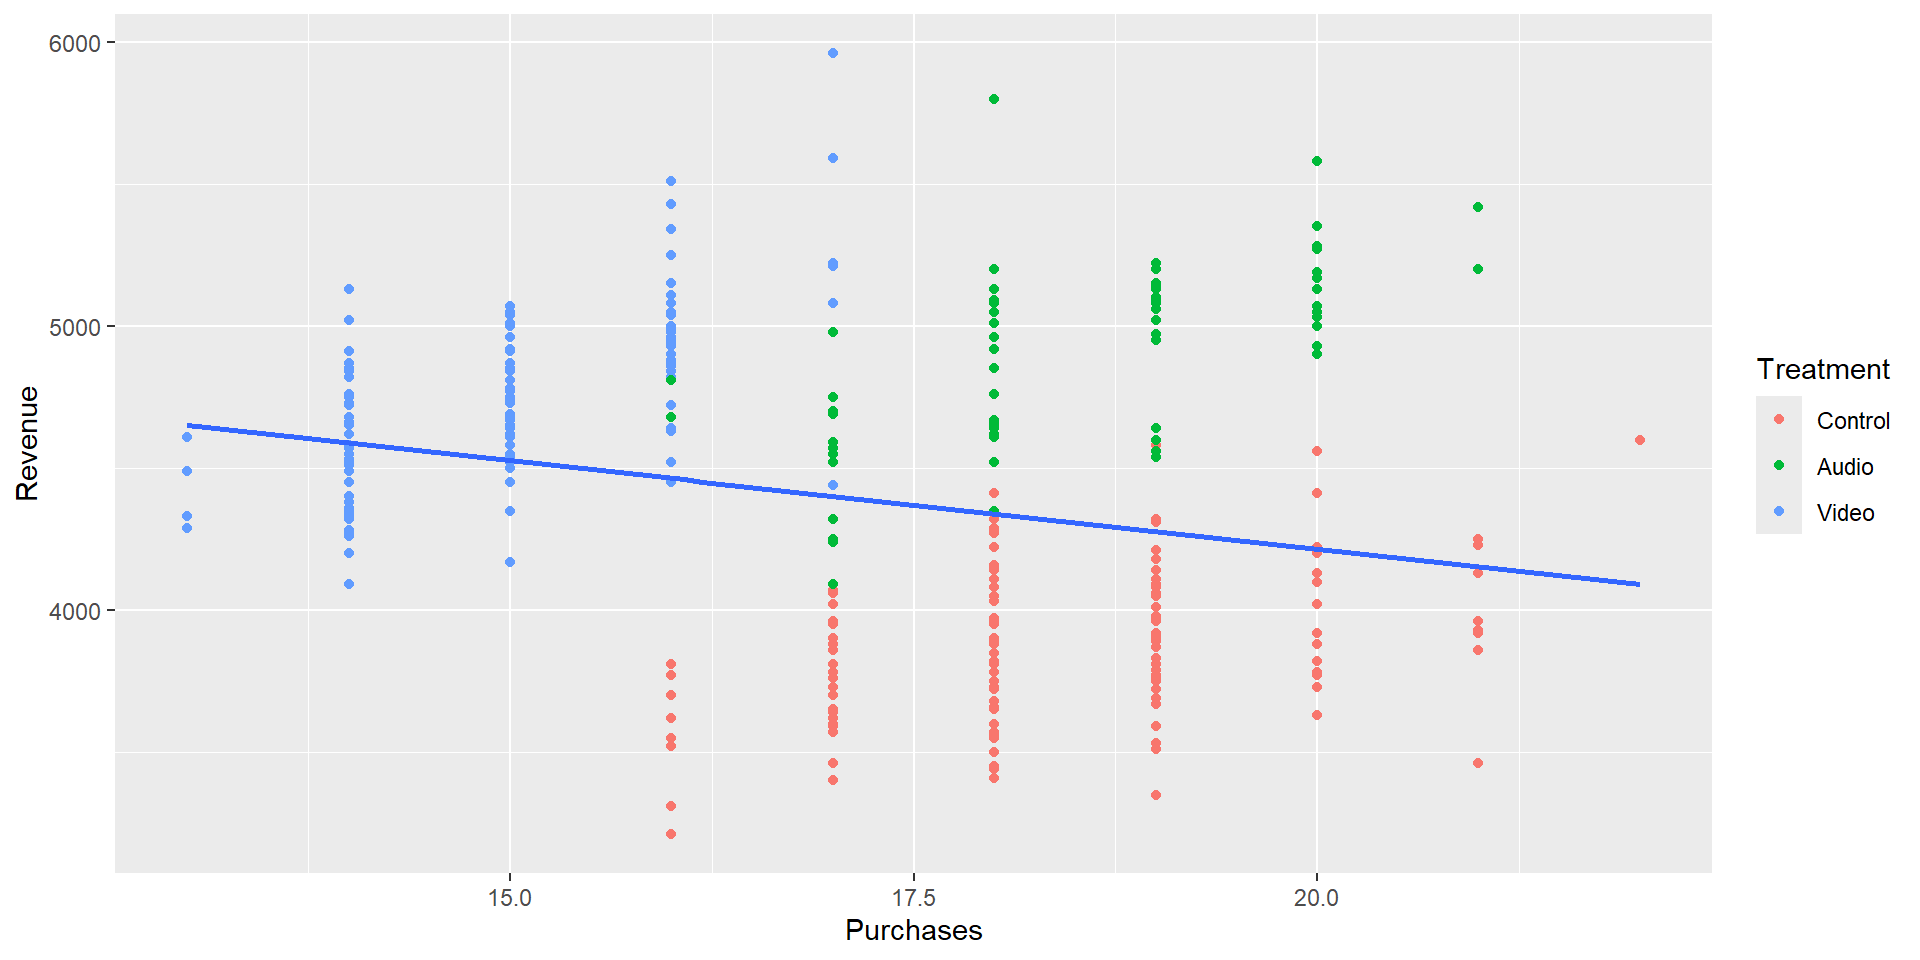 6000
5000
4000
Revenue
15.0
17.5
20.0
Purchases
Treatment
Control
Audio
Video